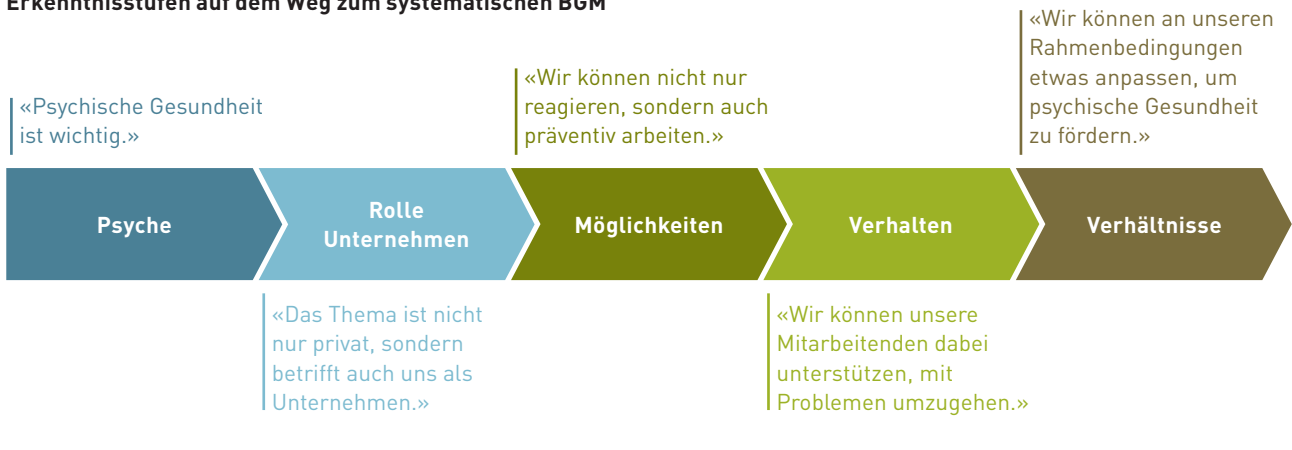 Erkenntnisstufen auf dem Weg zum systematischen BGM
«Psychische Gesundheit
ist wichtig.»
«Wir können nicht nur
reagieren, sondern auch
präventiv arbeiten.»
«Wir können an unseren
Rahmenbedingungen
etwas anpassen, um
psychische Gesundheit
zu fördern.»
Psyche
Rolle
Unternehmen
Möglichkeiten
Verhalten
Verhältnisse
«Das Thema ist nicht
nur privat, sondern
betrifft auch uns als
Unternehmen.»
«Wir können unsere
Mitarbeitenden dabei
unterstützen, mit
Problemen umzugehen.»